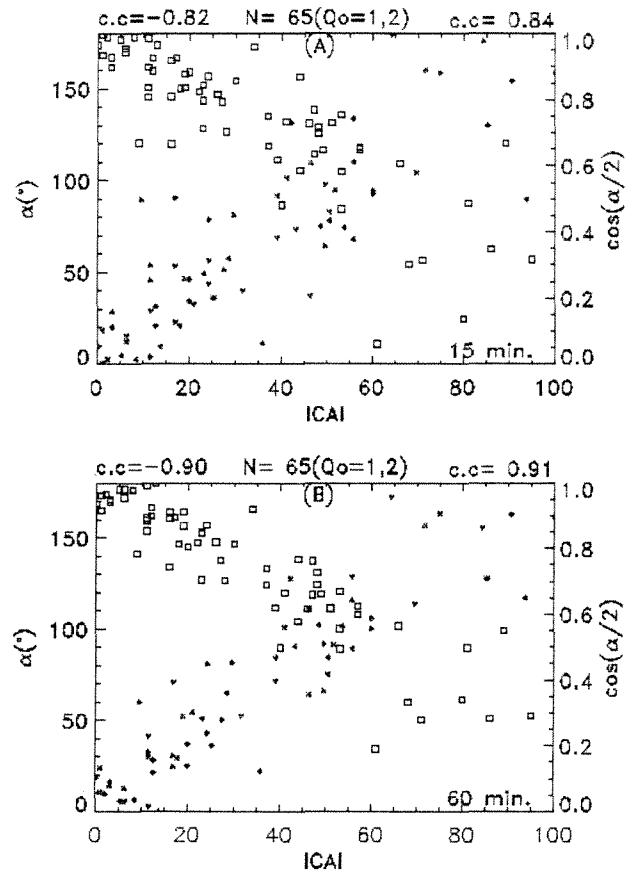 c.c=-0.82 N= 65(Qo=1,2) c.c= 0.84
(A)
150
100
50
0
α(°)
1.0
0.8
0.6
0.4
0.2
0.0
cos(α/2)
15 min.
0 20 40 60 80 100
ICAI
c.c=-0.90 N= 65(Qo=1,2) c.c= 0.91
(B)
150
100
50
0
α(°)
1.0
0.8
0.6
0.4
0.2
0.0
cos(α/2)
60 min.
0 20 40 60 80 100
ICAI